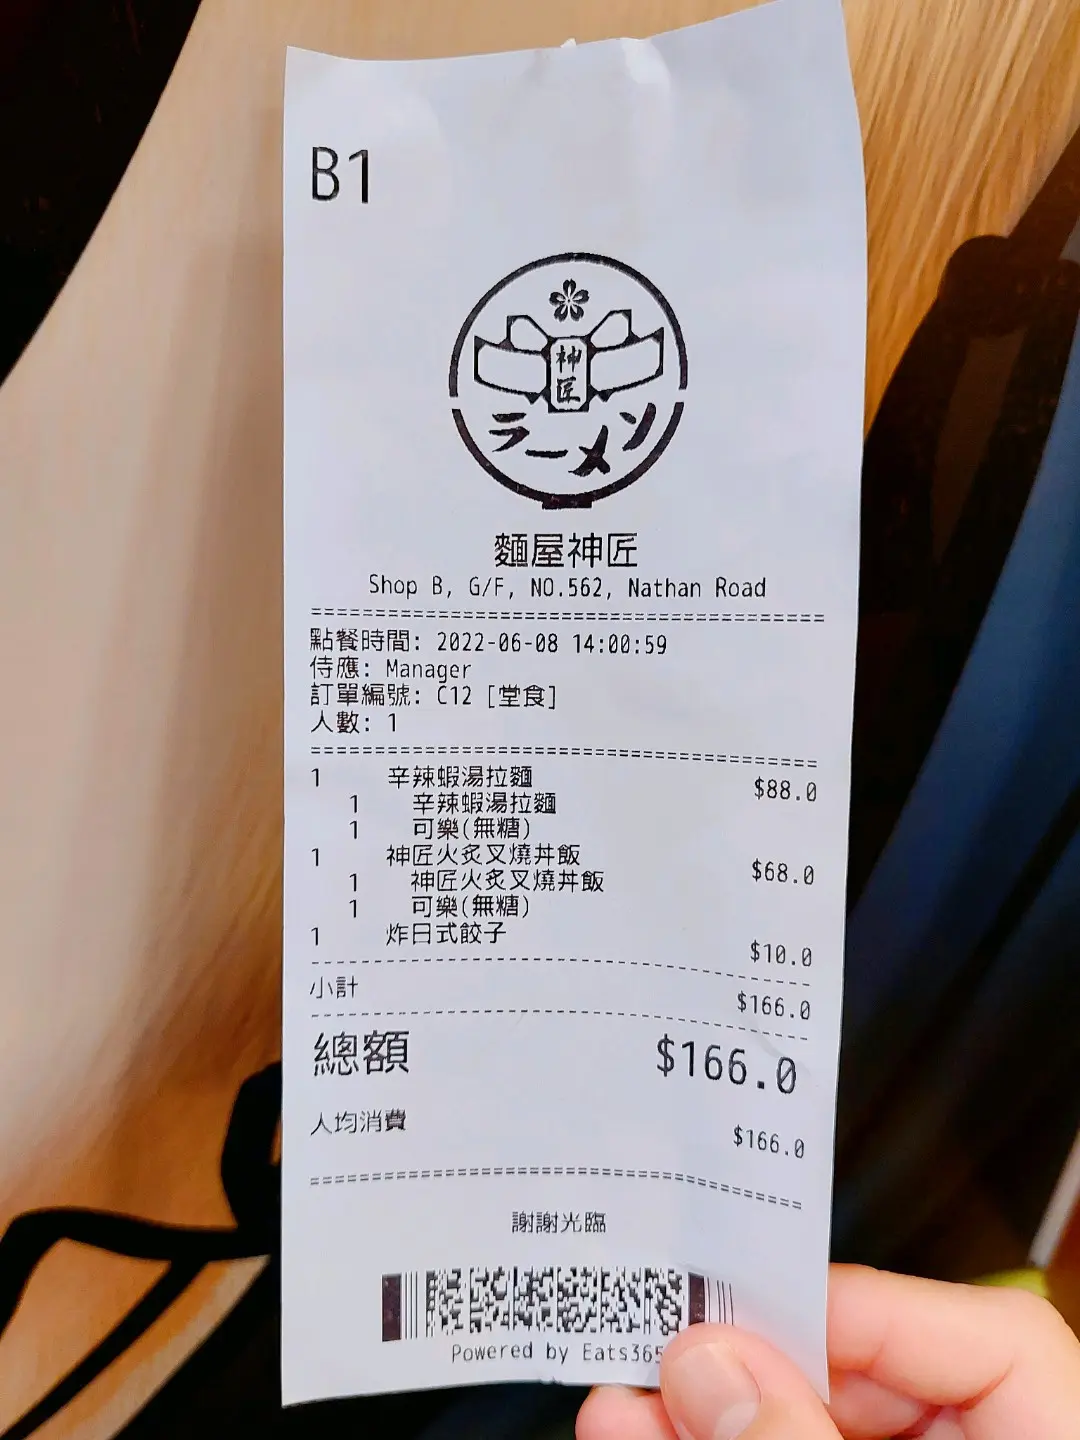 B1
神匠
ラーメン
麵屋神匠
Shop B, G/F, NO.562, Nathan Road
點餐時間: 2022-06-08 14:00:59
侍應: Manager
訂單編號: C12 [堂食]
人數: 1
1 辛辣蝦湯拉麵 $88.0
1 辛辣蝦湯拉麵
1 可樂(無糖)
1 神匠火炙叉燒丼飯 $68.0
1 神匠火炙叉燒丼飯
1 可樂(無糖)
1 炸日式餃子 $10.0
小計 $166.0
總額 $166.0
人均消費 $166.0
謝謝光臨
Powered by Eats365